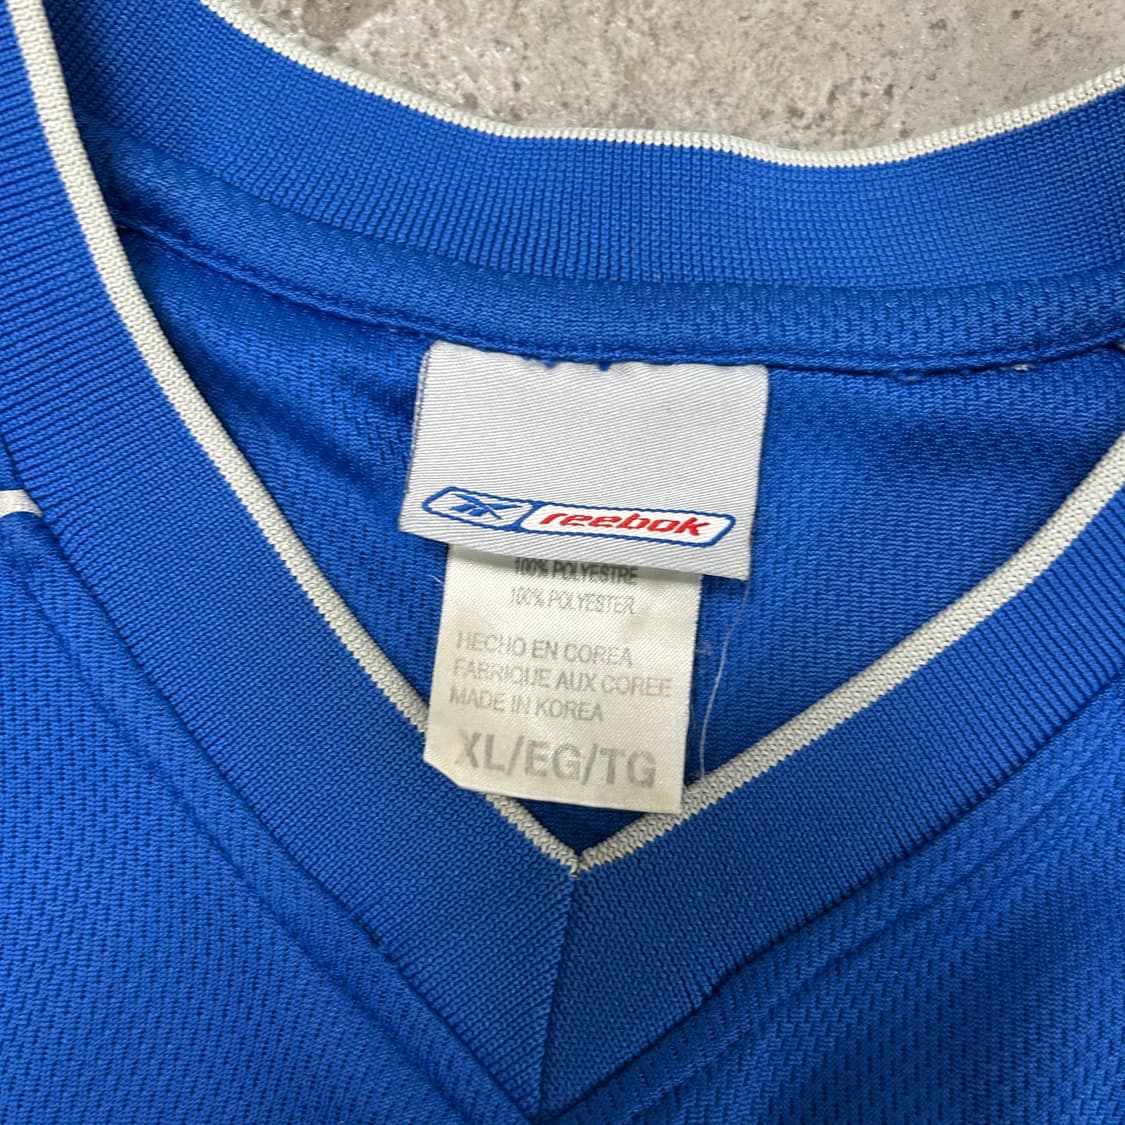 reebok
100% POLYESTRE
100% POLYESTER
HECHO EN COREA
FABRIQUE AUX COREE
MADE IN KOREA
XL/EG/TG